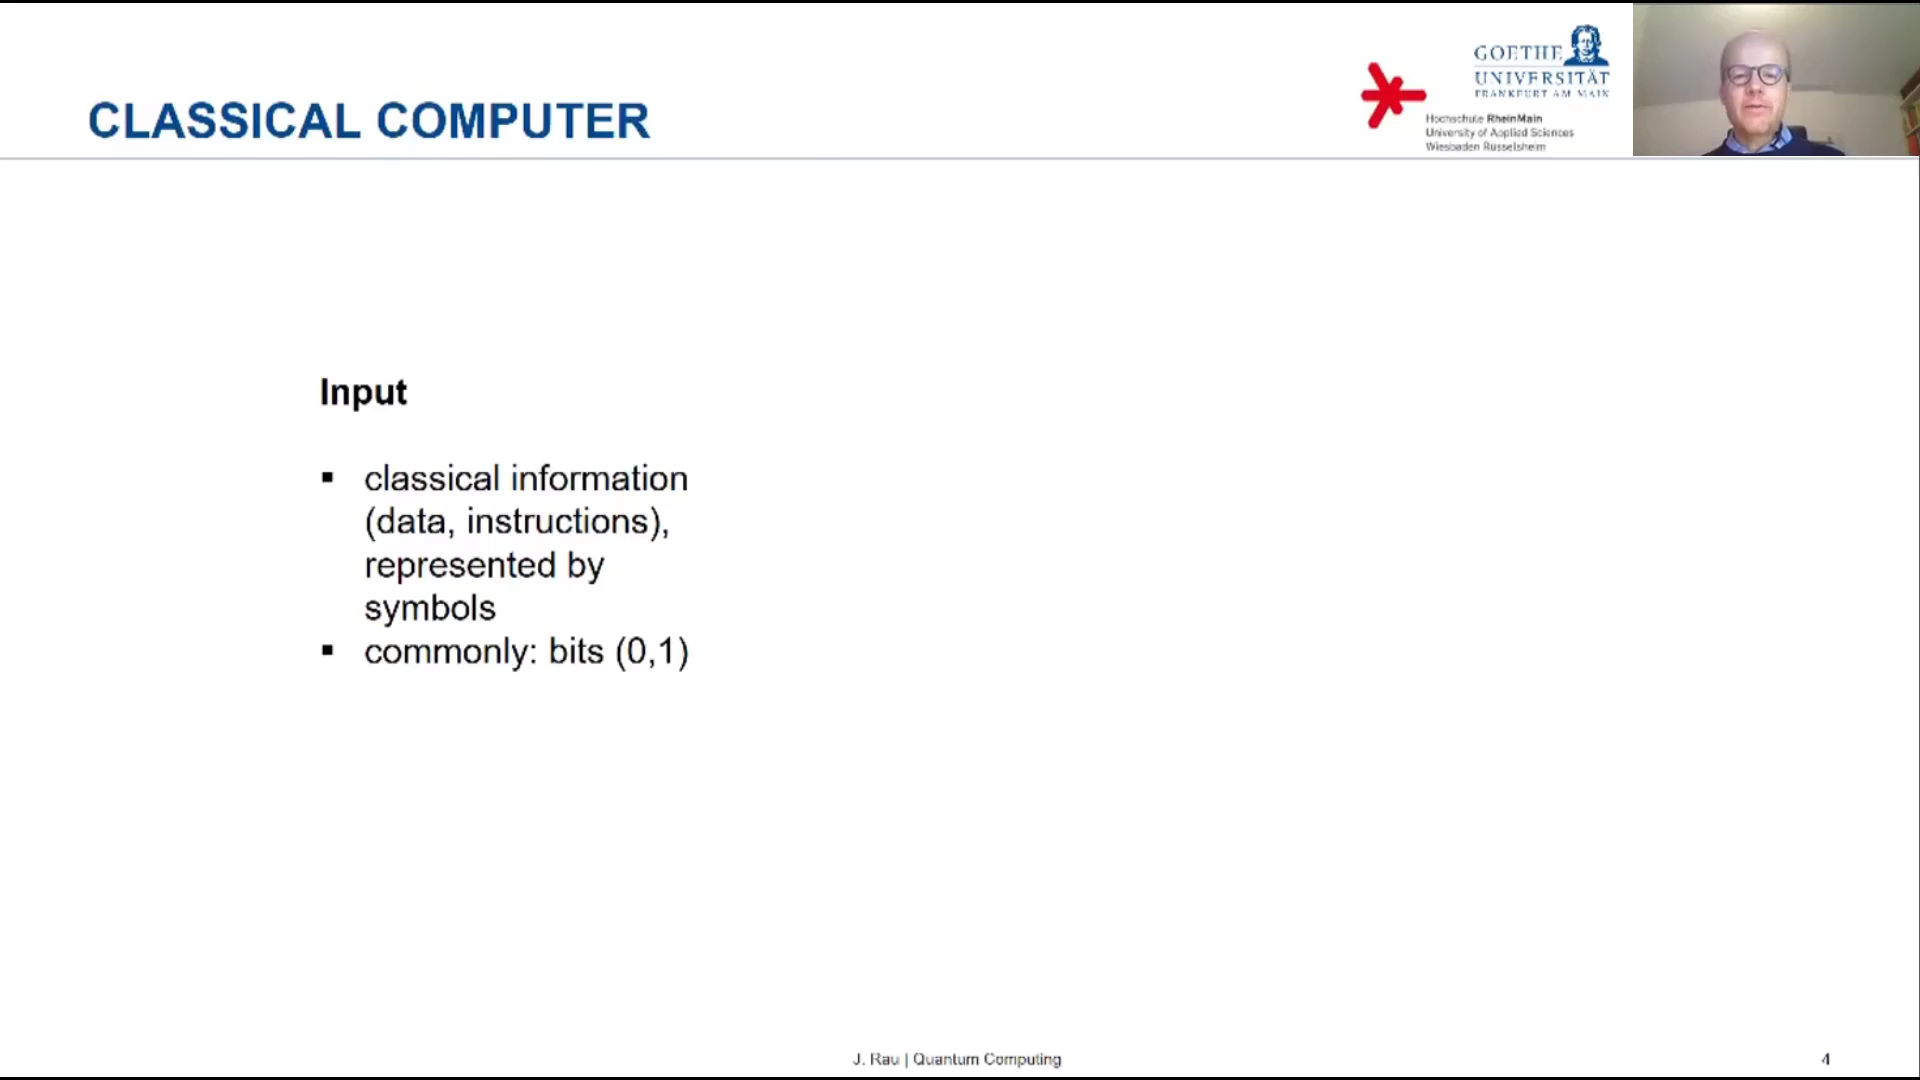 CLASSICAL COMPUTER
GOETHE
UNIVERSITÄT
FRANKFURT AM MAIN
Hochschule RheinMain
University of Applied Sciences
Wiesbaden Rüsselsheim
Input
▪ classical information
(data, instructions),
represented by
symbols
▪ commonly: bits (0,1)
J. Rau | Quantum Computing
4